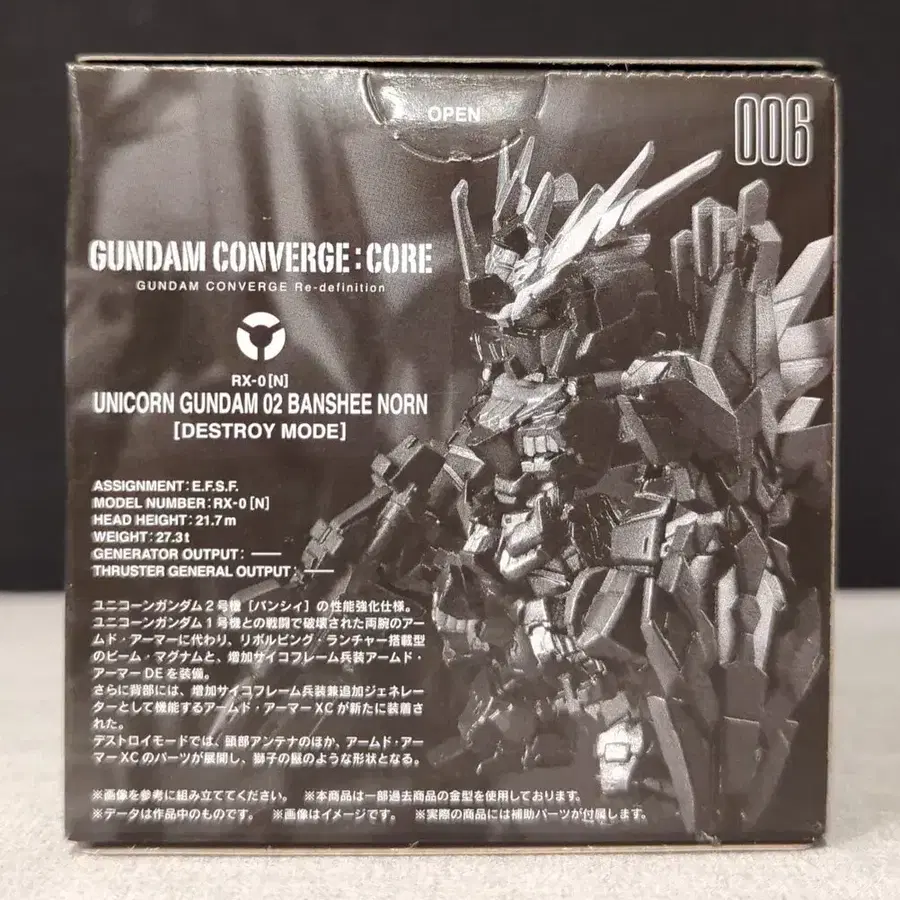 OPEN
006
GUNDAM CONVERGE:CORE
GUNDAM CONVERGE Re-definition
RX-0[N]
UNICORN GUNDAM 02 BANSHEE NORN
[DESTROY MODE]
ASSIGNMENT:E.F.S.F.
MODEL NUMBER:RX-0[N]
HEAD HEIGHT:21.7m
WEIGHT:27.3t
GENERATOR OUTPUT: ──
THRUSTER GENERAL OUTPUT: ──
ユニコーンガンダム2号機[バンシィ]の性能強化仕様。
ユニコーンガンダム1号機との戦闘で破壊された両腕のアー
ムド・アーマーに代わり、リボルビング・ランチャー搭載型
のビーム・マグナムと、増加サイコフレーム兵装アームド・
アーマーDEを装備。
さらに背部には、増加サイコフレーム兵装兼追加ジェネレー
ターとして機能するアームド・アーマーXCが新たに装着さ
れた。
デストロイモードでは、頭部アンテナのほか、アームド・アー
マーXCのパーツが展開し、獅子の鬣のような形状となる。
※画像を参考に組み立ててください。 ※本商品は一部過去商品の金型を使用しております。
※データは作品中のものです。 ※画像はイメージです。 ※実際の商品には補助パーツが付属します。